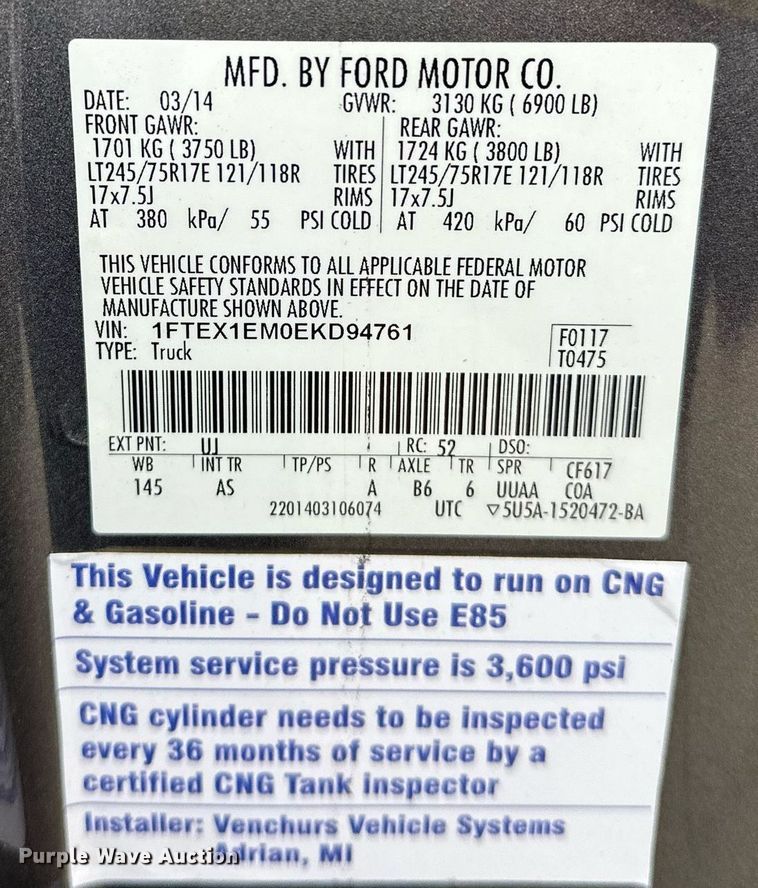 MFD. BY FORD MOTOR CO.
DATE: 03/14 GVWR: 3130 KG ( 6900 LB)
FRONT GAWR: REAR GAWR:
1701 KG ( 3750 LB) WITH 1724 KG ( 3800 LB) WITH
LT245/75R17E 121/118R TIRES LT245/75R17E 121/118R TIRES
17x7.5J RIMS 17x7.5J RIMS
AT 380 kPa/ 55 PSI COLD AT 420 kPa/ 60 PSI COLD
THIS VEHICLE CONFORMS TO ALL APPLICABLE FEDERAL MOTOR
VEHICLE SAFETY STANDARDS IN EFFECT ON THE DATE OF
MANUFACTURE SHOWN ABOVE.
VIN: 1FTEX1EM0EKD94761 F0117
TYPE: Truck T0475
EXT PNT: UJ RC: 52 DSO:
WB INT TR TP/PS R AXLE TR SPR CF617
145 AS A B6 6 UUAA COA
2201403106074 UTC ▽5U5A-1520472-BA
This Vehicle is designed to run on CNG
& Gasoline - Do Not Use E85
System service pressure is 3,600 psi
CNG cylinder needs to be inspected
every 36 months of service by a
certified CNG Tank inspector
Installer: Venchurs Vehicle Systems
Adrian, MI
Purple Wave Auction